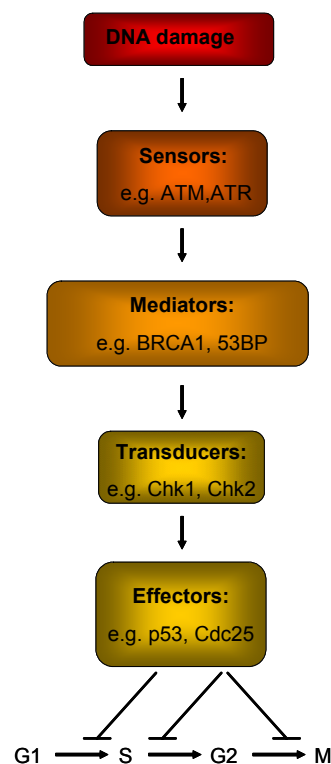 DNA damage
Sensors:
e.g. ATM,ATR
Mediators:
e.g. BRCA1, 53BP
Transducers:
e.g. Chk1, Chk2
Effectors:
e.g. p53, Cdc25
G1 S G2 M